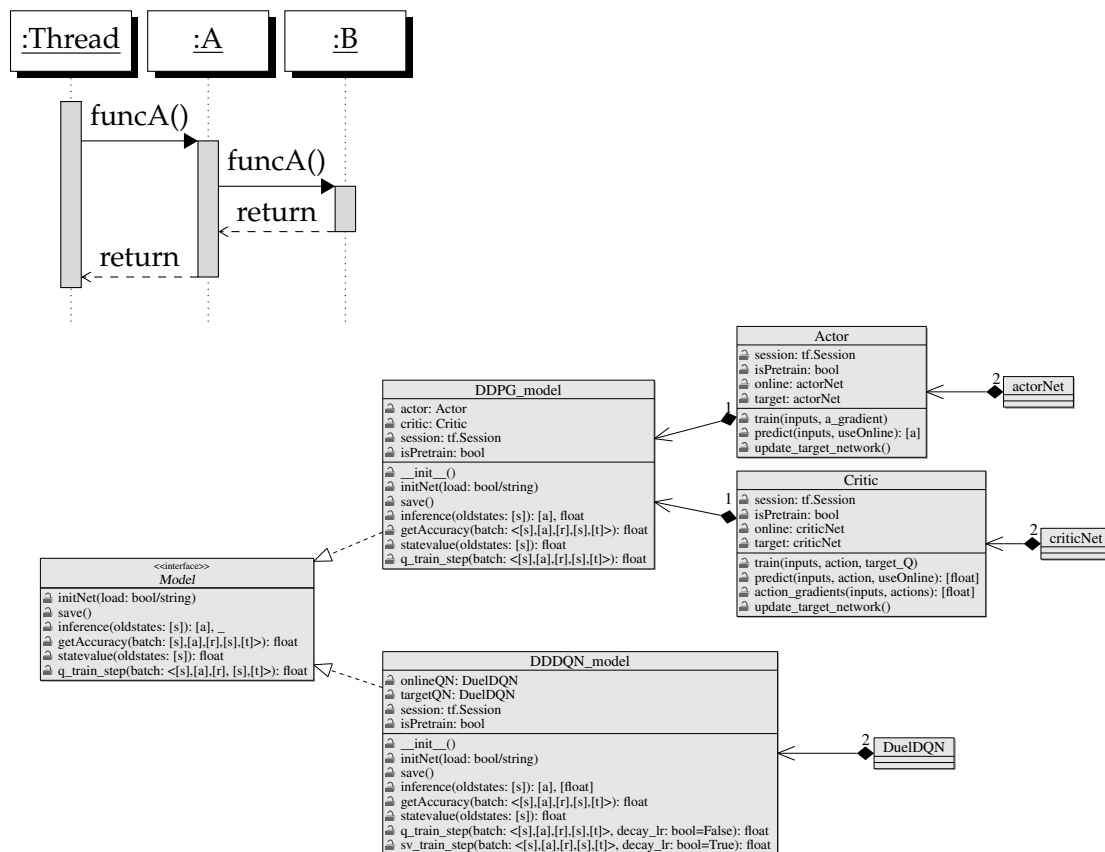 :Thread
:A
:B
funcA()
funcA()
return
return
Actor
session: tf.Session
isPretrain: bool
online: actorNet
target: actorNet
train(inputs, a_gradient)
predict(inputs, useOnline): [a]
update_target_network()
2
actorNet
DDPG_model
actor: Actor
critic: Critic
session: tf.Session
isPretrain: bool
__init__()
initNet(load: bool/string)
save()
inference(oldstates: [s]): [a], float
getAccuracy(batch: <[s],[a],[r],[s],[t]>): float
statevalue(oldstates: [s]): float
q_train_step(batch: <[s],[a],[r],[s],[t]>): float
1
1
Critic
session: tf.Session
isPretrain: bool
online: criticNet
target: criticNet
train(inputs, action, target_Q)
predict(inputs, action, useOnline): [float]
action_gradients(inputs, actions): [float]
update_target_network()
2
criticNet
<<interface>>
Model
initNet(load: bool/string)
save()
inference(oldstates: [s]): [a], _
getAccuracy(batch: [s],[a],[r],[s],[t]>): float
statevalue(oldstates: [s]): float
q_train_step(batch: <[s],[a],[r], [s],[t]>): float
DDDQN_model
onlineQN: DuelDQN
targetQN: DuelDQN
session: tf.Session
isPretrain: bool
__init__()
initNet(load: bool/string)
save()
inference(oldstates: [s]): [a], [float]
getAccuracy(batch: <[s],[a],[r],[s],[t]>): float
statevalue(oldstates: [s]): float
q_train_step(batch: <[s],[a],[r],[s],[t]>, decay_lr: bool=False): float
sv_train_step(batch: <[s],[a],[r],[s],[t]>, decay_lr: bool=True): float
2
DuelDQN